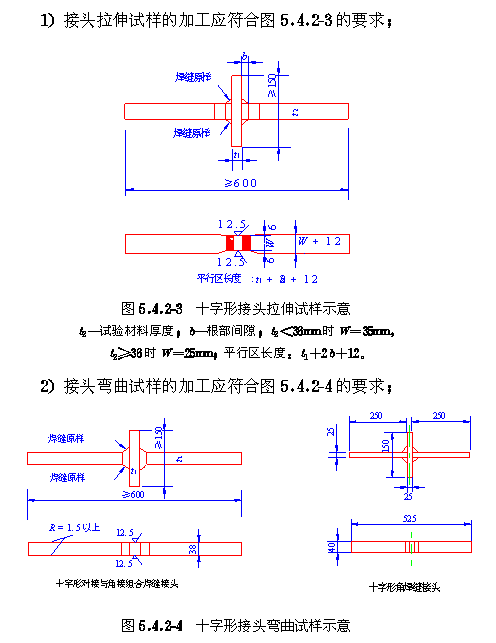 1) 接头拉伸试样的加工应符合图 5.4.2-3 的要求；
b
焊缝原样
≥150
t2
焊缝原样
t1
≥600
12.5
6
W
W + 12
6
12.5
平行区长度 :t1 + 2b + 12
图 5.4.2-3 十字形接头拉伸试样示意
t2—试验材料厚度；b—根部间隙；t2<36mm 时 W=35mm，
t2≥36 时 W=25mm；平行区长度：t1+2b+12。
2) 接头弯曲试样的加工应符合图 5.4.2-4 的要求；
焊缝原样
≥150
t1
t2
焊缝原样
≥600
R = 1.5 以上
12.5
38
12.5
十字形对接与角接组合焊缝接头
250
250
25
150
25
525
40
十字形角焊缝接头
图 5.4.2-4 十字形接头弯曲试样示意